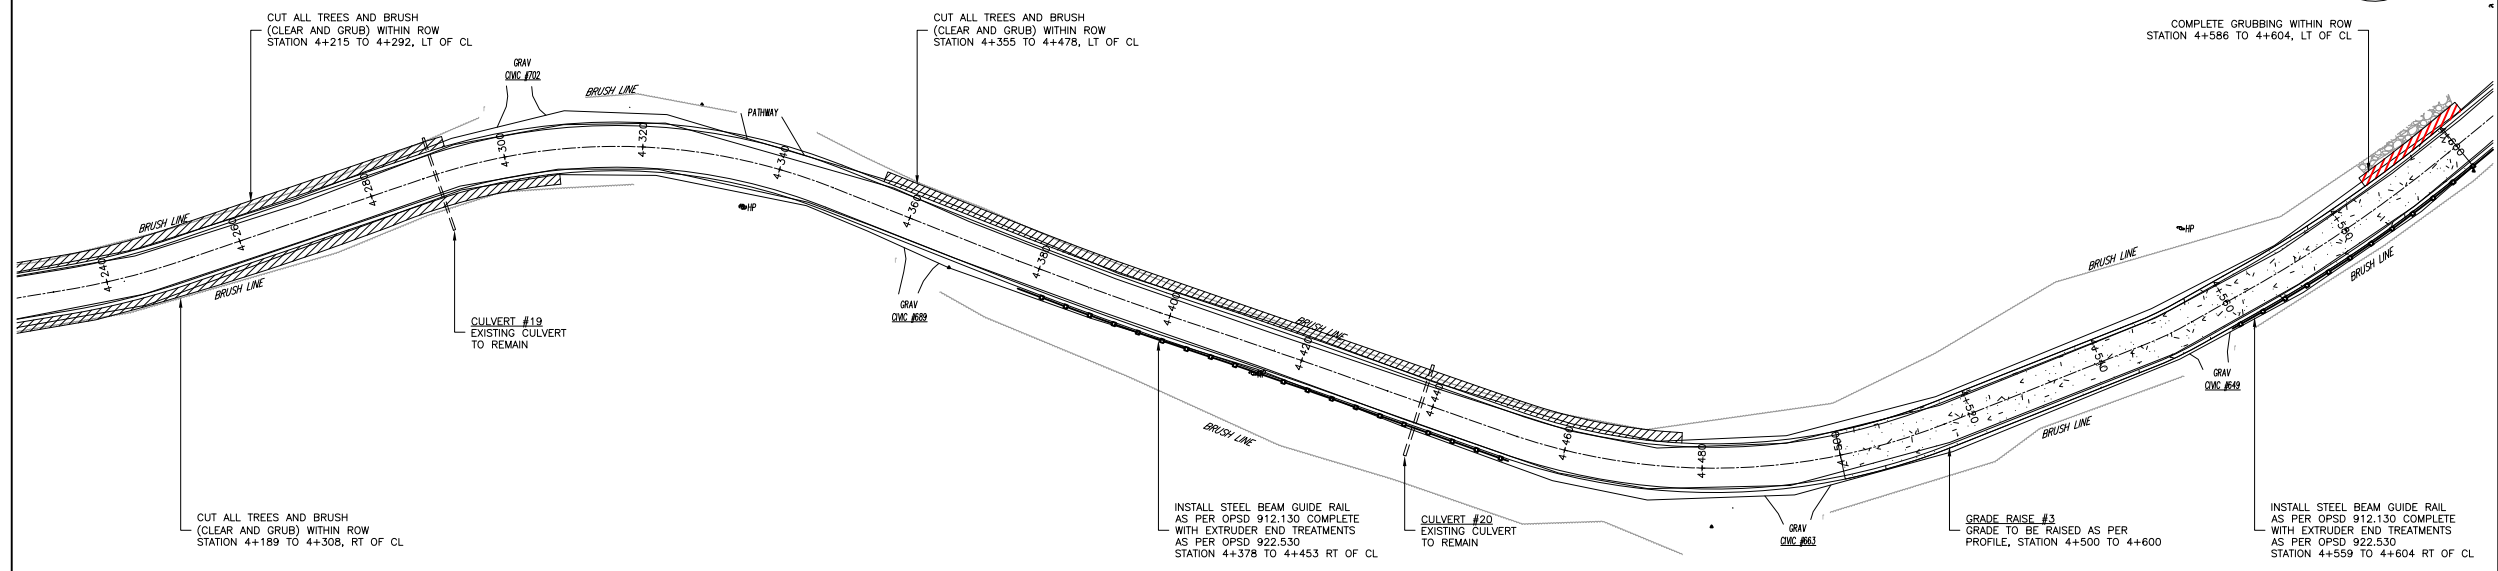 CUT ALL TREES AND BRUSH
(CLEAR AND GRUB) WITHIN ROW
STATION 4+215 TO 4+292, LT OF CL
CUT ALL TREES AND BRUSH
(CLEAR AND GRUB) WITHIN ROW
STATION 4+355 TO 4+478, LT OF CL
COMPLETE GRUBBING WITHIN ROW
STATION 4+586 TO 4+604, LT OF CL
GRAV
CIVIC #702
BRUSH LINE
PATHWAY
BRUSH LINE
BRUSH LINE
4+240
4+260
4+280
4+300
4+320
4+340
4+360
4+380
4+400
4+420
4+440
4+460
4+480
4+500
4+520
4+540
4+560
4+580
4+600
HP
HP
HP
GRAV
CIVIC #689
BRUSH LINE
BRUSH LINE
BRUSH LINE
BRUSH LINE
BRUSH LINE
GRAV
CIVIC #649
GRAV
CIVIC #663
CULVERT #19
EXISTING CULVERT
TO REMAIN
CUT ALL TREES AND BRUSH
(CLEAR AND GRUB) WITHIN ROW
STATION 4+189 TO 4+308, RT OF CL
INSTALL STEEL BEAM GUIDE RAIL
AS PER OPSD 912.130 COMPLETE
WITH EXTRUDER END TREATMENTS
AS PER OPSD 922.530
STATION 4+378 TO 4+453 RT OF CL
CULVERT #20
EXISTING CULVERT
TO REMAIN
GRADE RAISE #3
GRADE TO BE RAISED AS PER
PROFILE, STATION 4+500 TO 4+600
INSTALL STEEL BEAM GUIDE RAIL
AS PER OPSD 912.130 COMPLETE
WITH EXTRUDER END TREATMENTS
AS PER OPSD 922.530
STATION 4+559 TO 4+604 RT OF CL